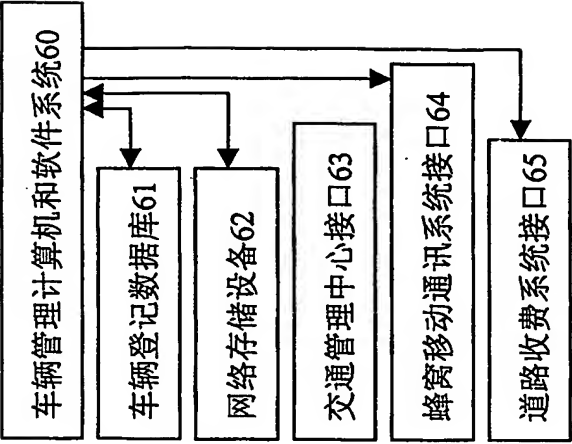 车辆管理计算机和软件系统60
车辆登记数据库61
网络存储设备62
交通管理中心接口63
蜂窝移动通讯系统接口64
道路收费系统接口65